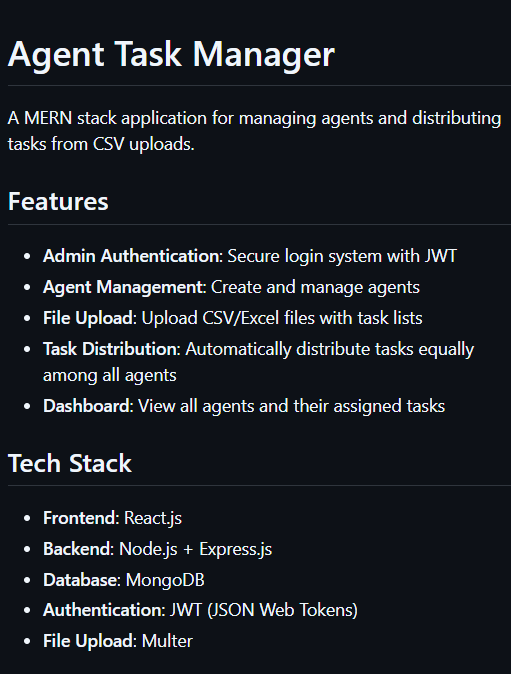 Agent Task Manager
A MERN stack application for managing agents and distributing
tasks from CSV uploads.
Features
• Admin Authentication: Secure login system with JWT
• Agent Management: Create and manage agents
• File Upload: Upload CSV/Excel files with task lists
• Task Distribution: Automatically distribute tasks equally
among all agents
• Dashboard: View all agents and their assigned tasks
Tech Stack
• Frontend: React.js
• Backend: Node.js + Express.js
• Database: MongoDB
• Authentication: JWT (JSON Web Tokens)
• File Upload: Multer